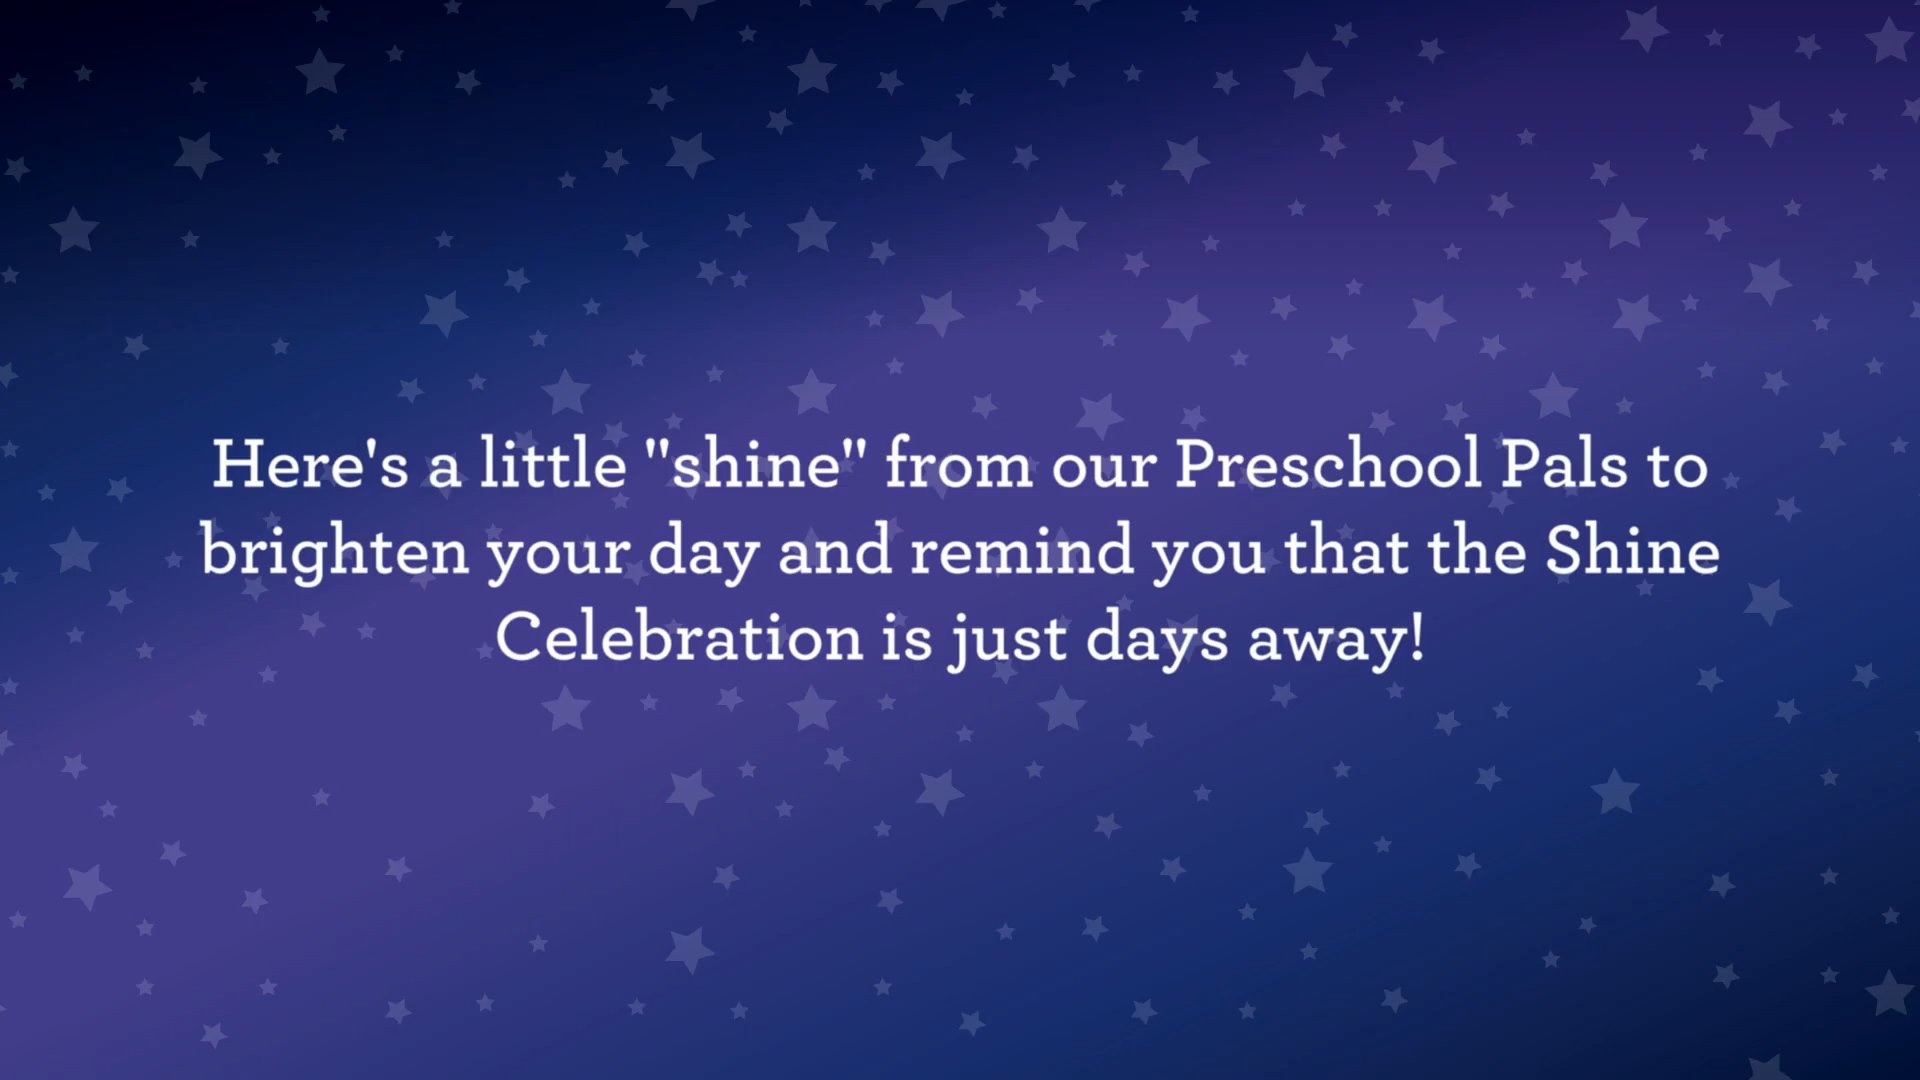 Here's a little "shine" from our Preschool Pals to
brighten your day and remind you that the Shine
Celebration is just days away!